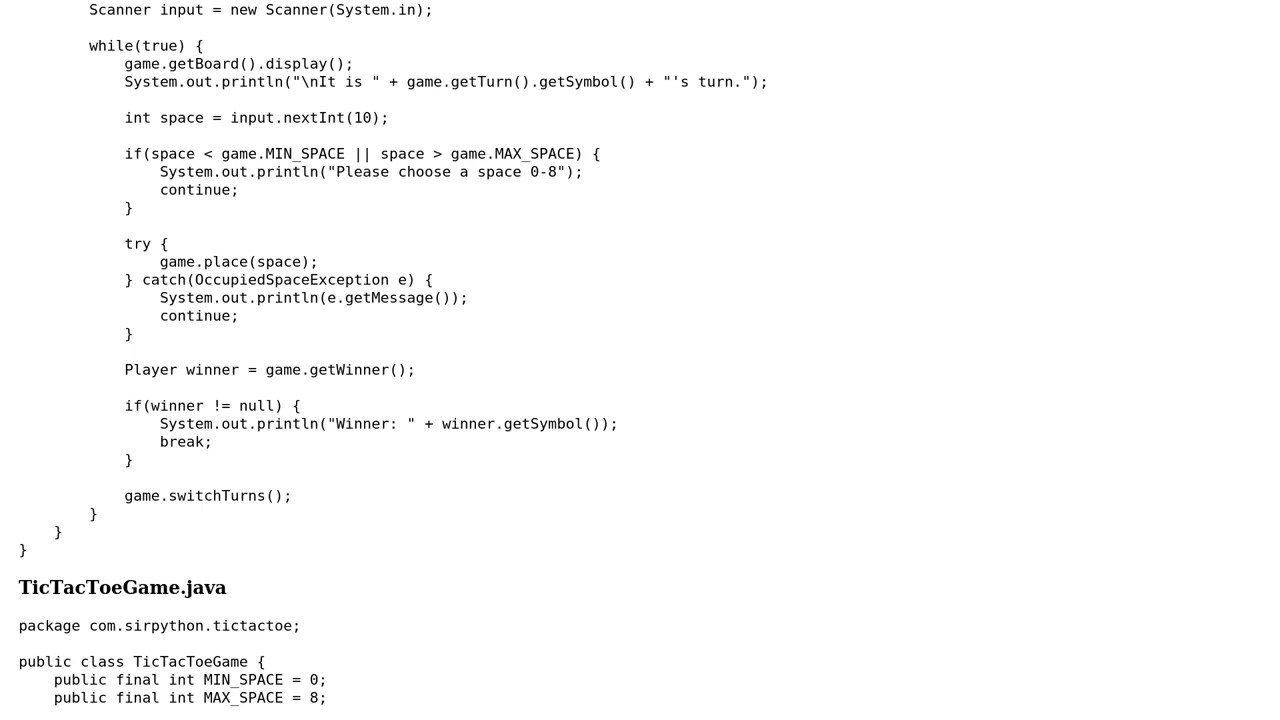 Scanner input = new Scanner(System.in);

        while(true) {
            game.getBoard().display();
            System.out.println("\nIt is " + game.getTurn().getSymbol() + "'s turn.");

            int space = input.nextInt(10);

            if(space < game.MIN_SPACE || space > game.MAX_SPACE) {
                System.out.println("Please choose a space 0-8");
                continue;
            }

            try {
                game.place(space);
            } catch(OccupiedSpaceException e) {
                System.out.println(e.getMessage());
                continue;
            }

            Player winner = game.getWinner();

            if(winner != null) {
                System.out.println("Winner: " + winner.getSymbol());
                break;
            }

            game.switchTurns();
        }
    }
}
TicTacToeGame.java
package com.sirpython.tictactoe;

public class TicTacToeGame {
    public final int MIN_SPACE = 0;
    public final int MAX_SPACE = 8;